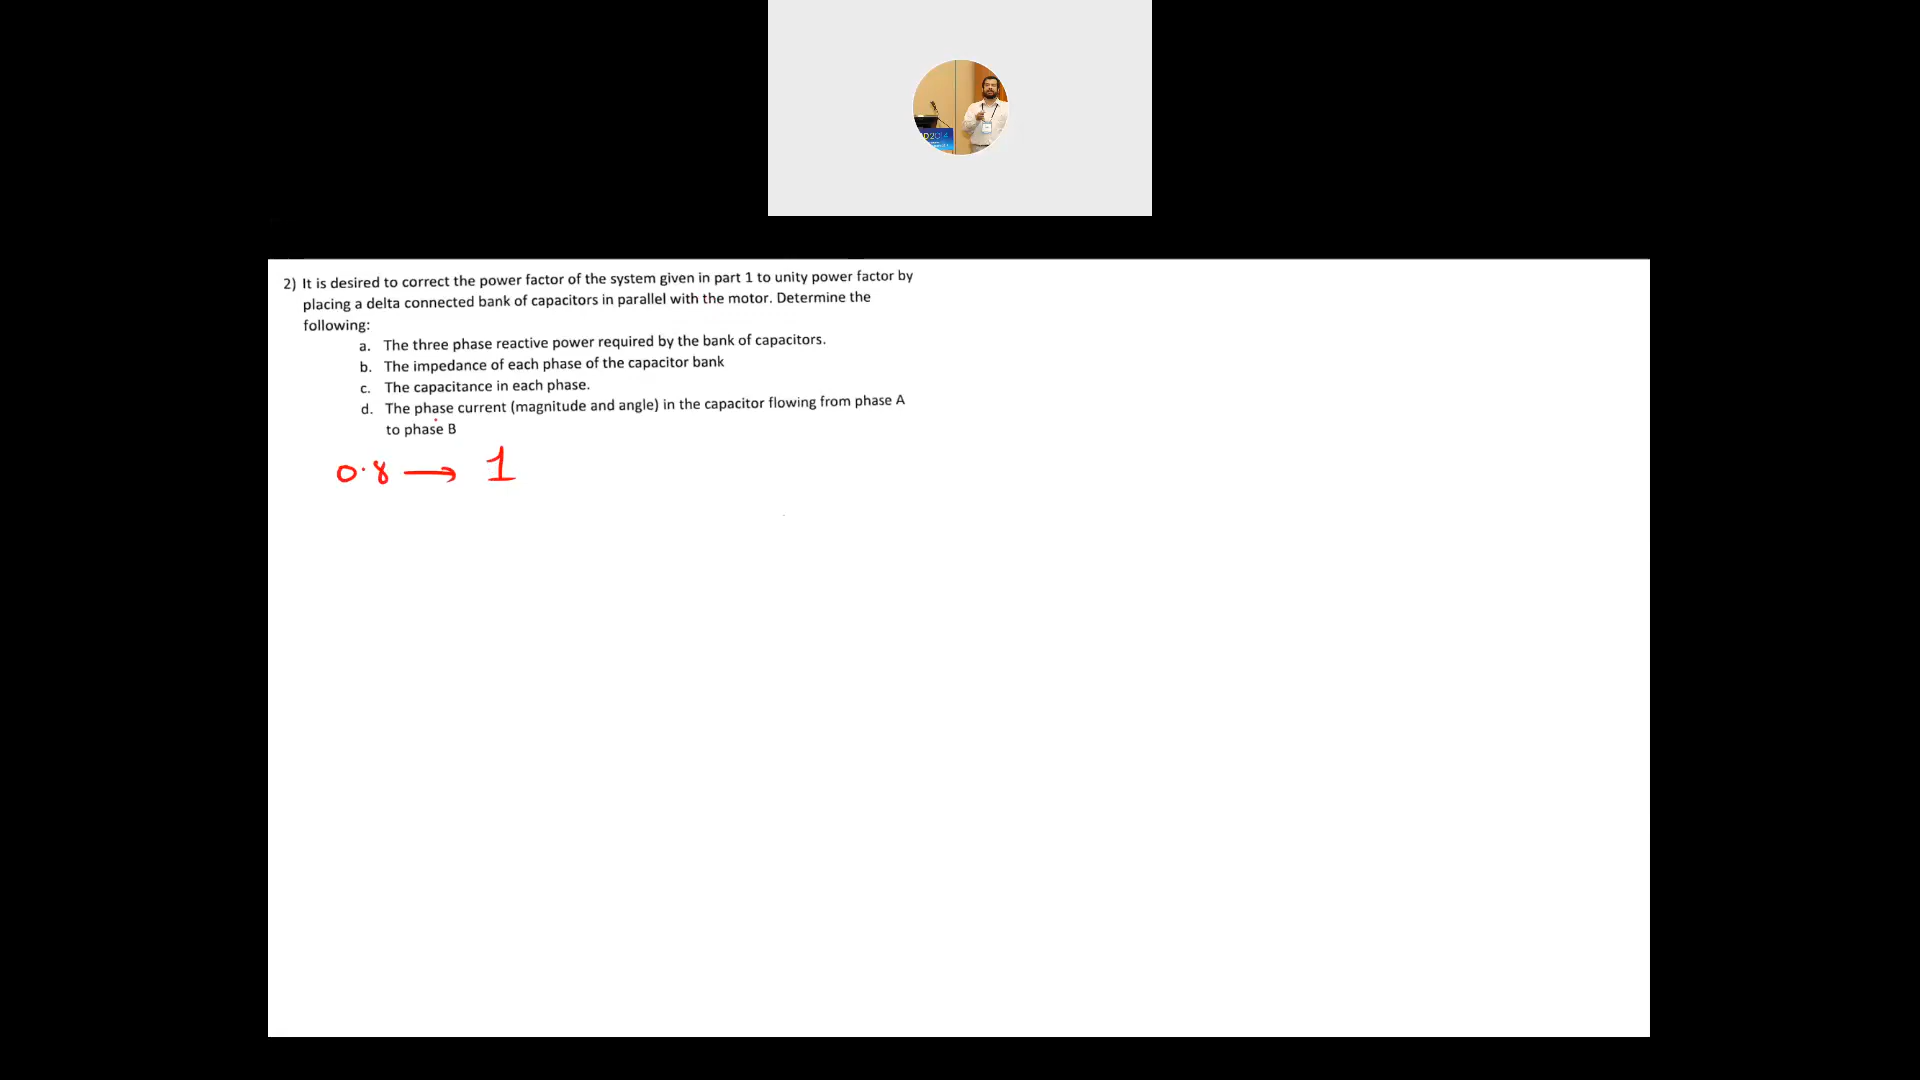 D2014
2) It is desired to correct the power factor of the system given in part 1 to unity power factor by
placing a delta connected bank of capacitors in parallel with the motor. Determine the
following:
a. The three phase reactive power required by the bank of capacitors.
b. The impedance of each phase of the capacitor bank
c. The capacitance in each phase.
d. The phase current (magnitude and angle) in the capacitor flowing from phase A
to phase B
0.8 → 1